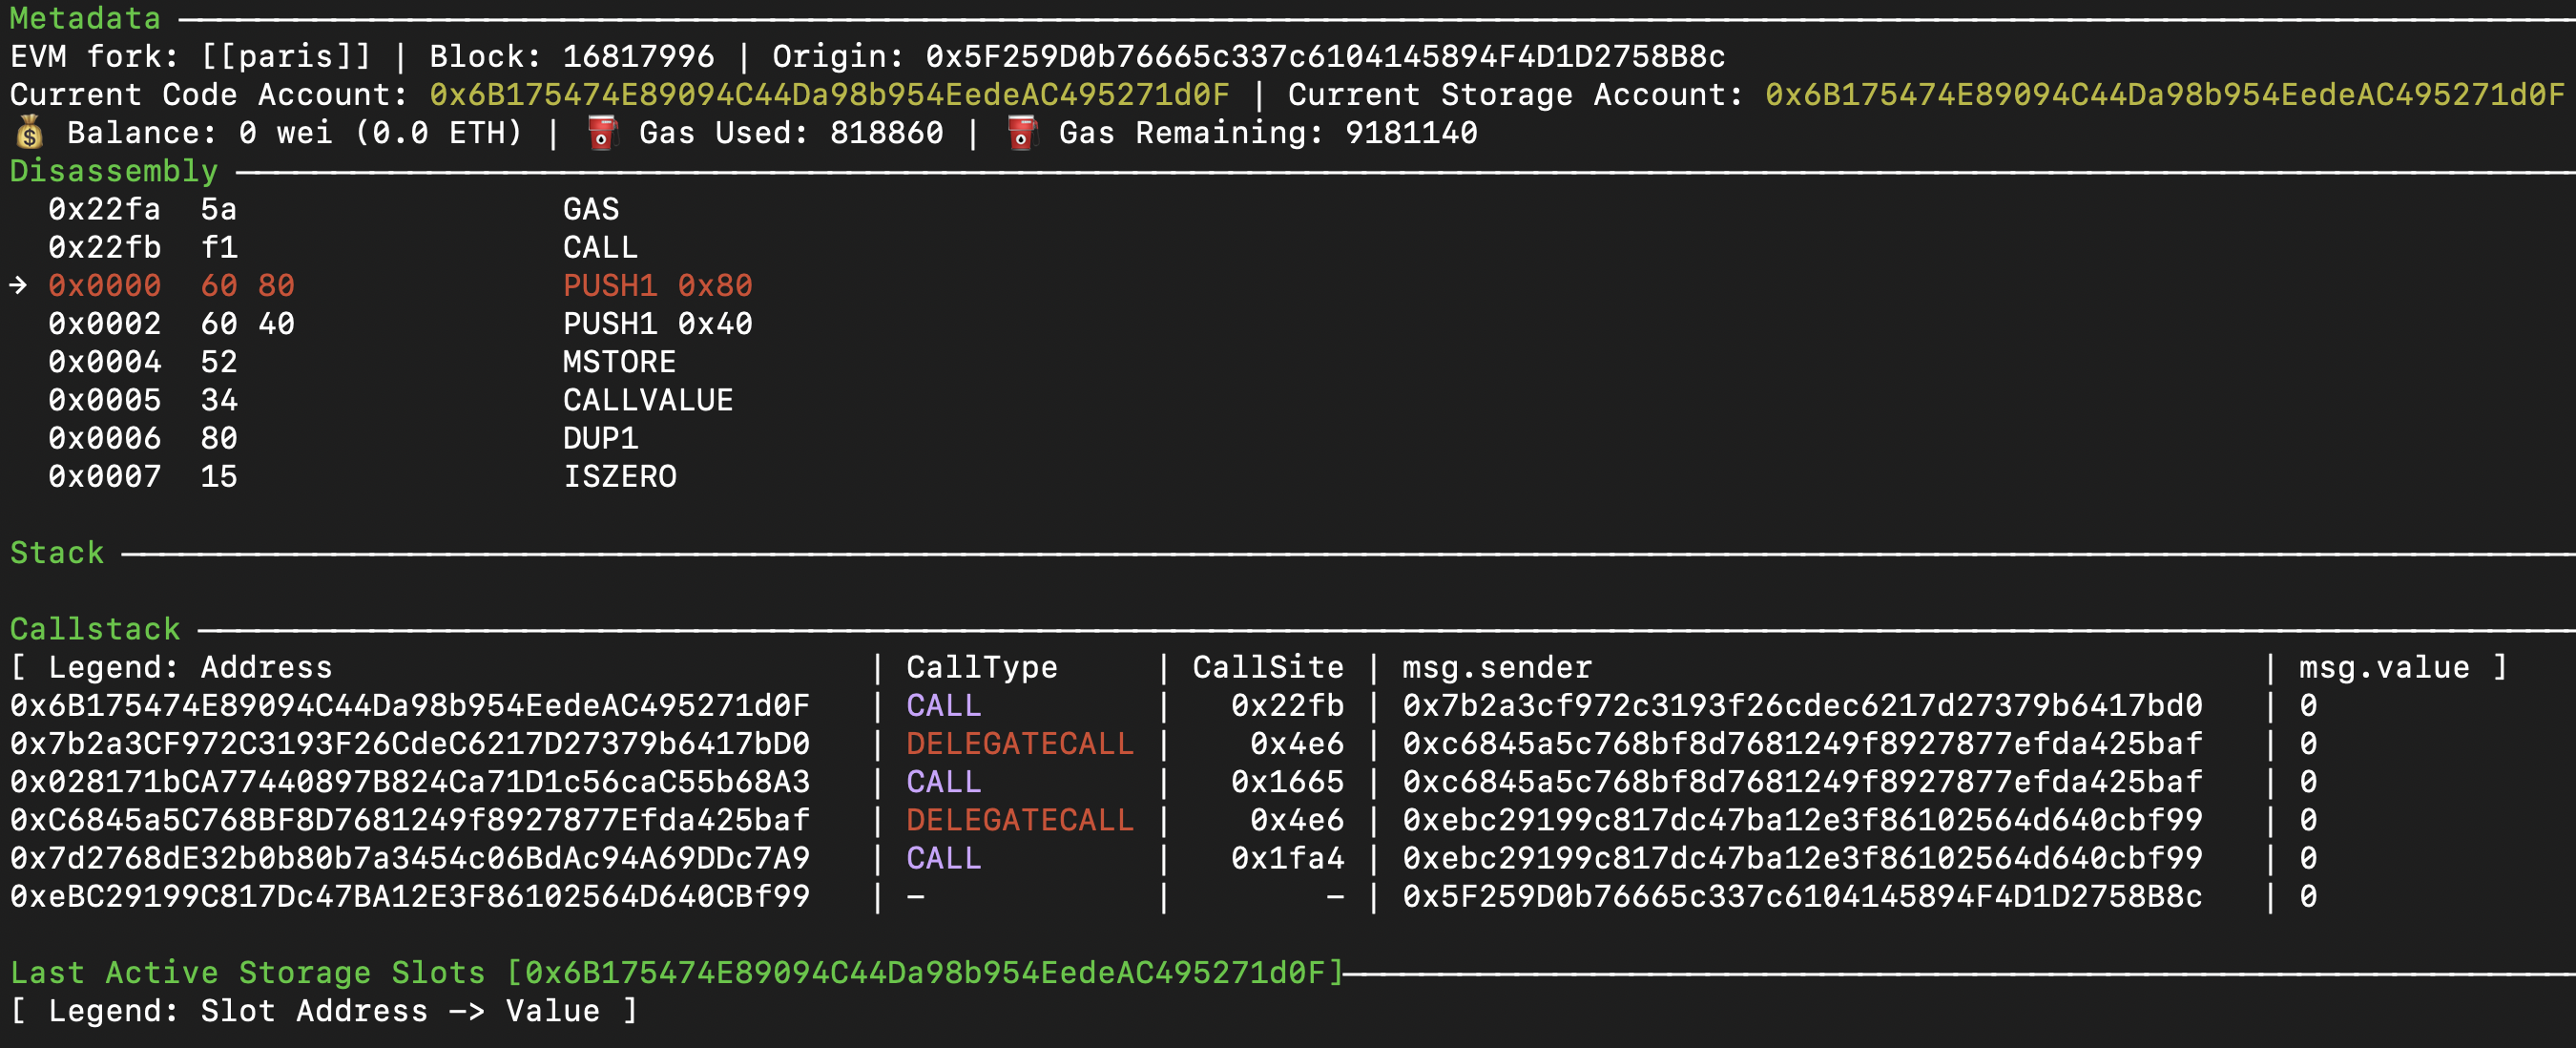 Metadata
EVM fork: [[paris]] | Block: 16817996 | Origin: 0x5F259D0b76665c337c6104145894F4D1D2758B8c
Current Code Account: 0x6B175474E89094C44Da98b954EedeAC495271d0F | Current Storage Account: 0x6B175474E89094C44Da98b954EedeAC495271d0F
💰 Balance: 0 wei (0.0 ETH) | ⛽ Gas Used: 818860 | ⛽ Gas Remaining: 9181140
Disassembly
0x22fa 5a GAS
0x22fb f1 CALL
→ 0x0000 60 80 PUSH1 0x80
0x0002 60 40 PUSH1 0x40
0x0004 52 MSTORE
0x0005 34 CALLVALUE
0x0006 80 DUP1
0x0007 15 ISZERO
Stack
Callstack
[ Legend: Address | CallType | CallSite | msg.sender | msg.value ]
0x6B175474E89094C44Da98b954EedeAC495271d0F | CALL | 0x22fb | 0x7b2a3cf972c3193f26cdec6217d27379b6417bd0 | 0
0x7b2a3CF972C3193F26CdeC6217D27379b6417bD0 | DELEGATECALL | 0x4e6 | 0xc6845a5c768bf8d7681249f8927877efda425baf | 0
0x028171bCA77440897B824Ca71D1c56caC55b68A3 | CALL | 0x1665 | 0xc6845a5c768bf8d7681249f8927877efda425baf | 0
0xC6845a5C768BF8D7681249f8927877Efda425baf | DELEGATECALL | 0x4e6 | 0xebc29199c817dc47ba12e3f86102564d640cbf99 | 0
0x7d2768dE32b0b80b7a3454c06BdAc94A69DDc7A9 | CALL | 0x1fa4 | 0xebc29199c817dc47ba12e3f86102564d640cbf99 | 0
0xeBC29199C817Dc47BA12E3F86102564D640CBf99 | – | – | 0x5F259D0b76665c337c6104145894F4D1D2758B8c | 0
Last Active Storage Slots [0x6B175474E89094C44Da98b954EedeAC495271d0F]
[ Legend: Slot Address –> Value ]